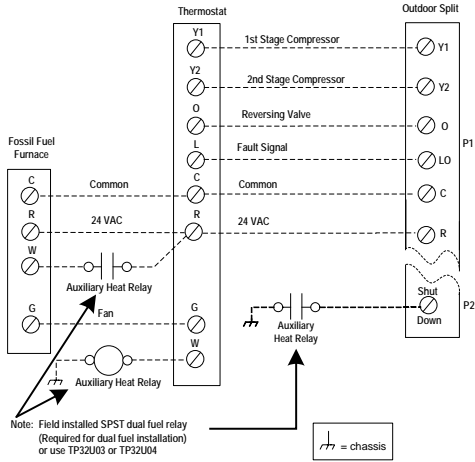 Thermostat
Outdoor Split
Y1
1st Stage Compressor
Y1
Y2
2nd Stage Compressor
Y2
O
Reversing Valve
O
P1
L
Fault Signal
LO
Fossil Fuel
Furnace
C
Common
C
Common
C
R
24 VAC
R
24 VAC
R
W
Auxiliary Heat Relay
Shut
Down
P2
G
Fan
G
Auxiliary
Heat Relay
W
Auxiliary Heat Relay
Note: Field installed SPST dual fuel relay
(Required for dual fuel installation)
or use TP32U03 or TP32U04
= chassis